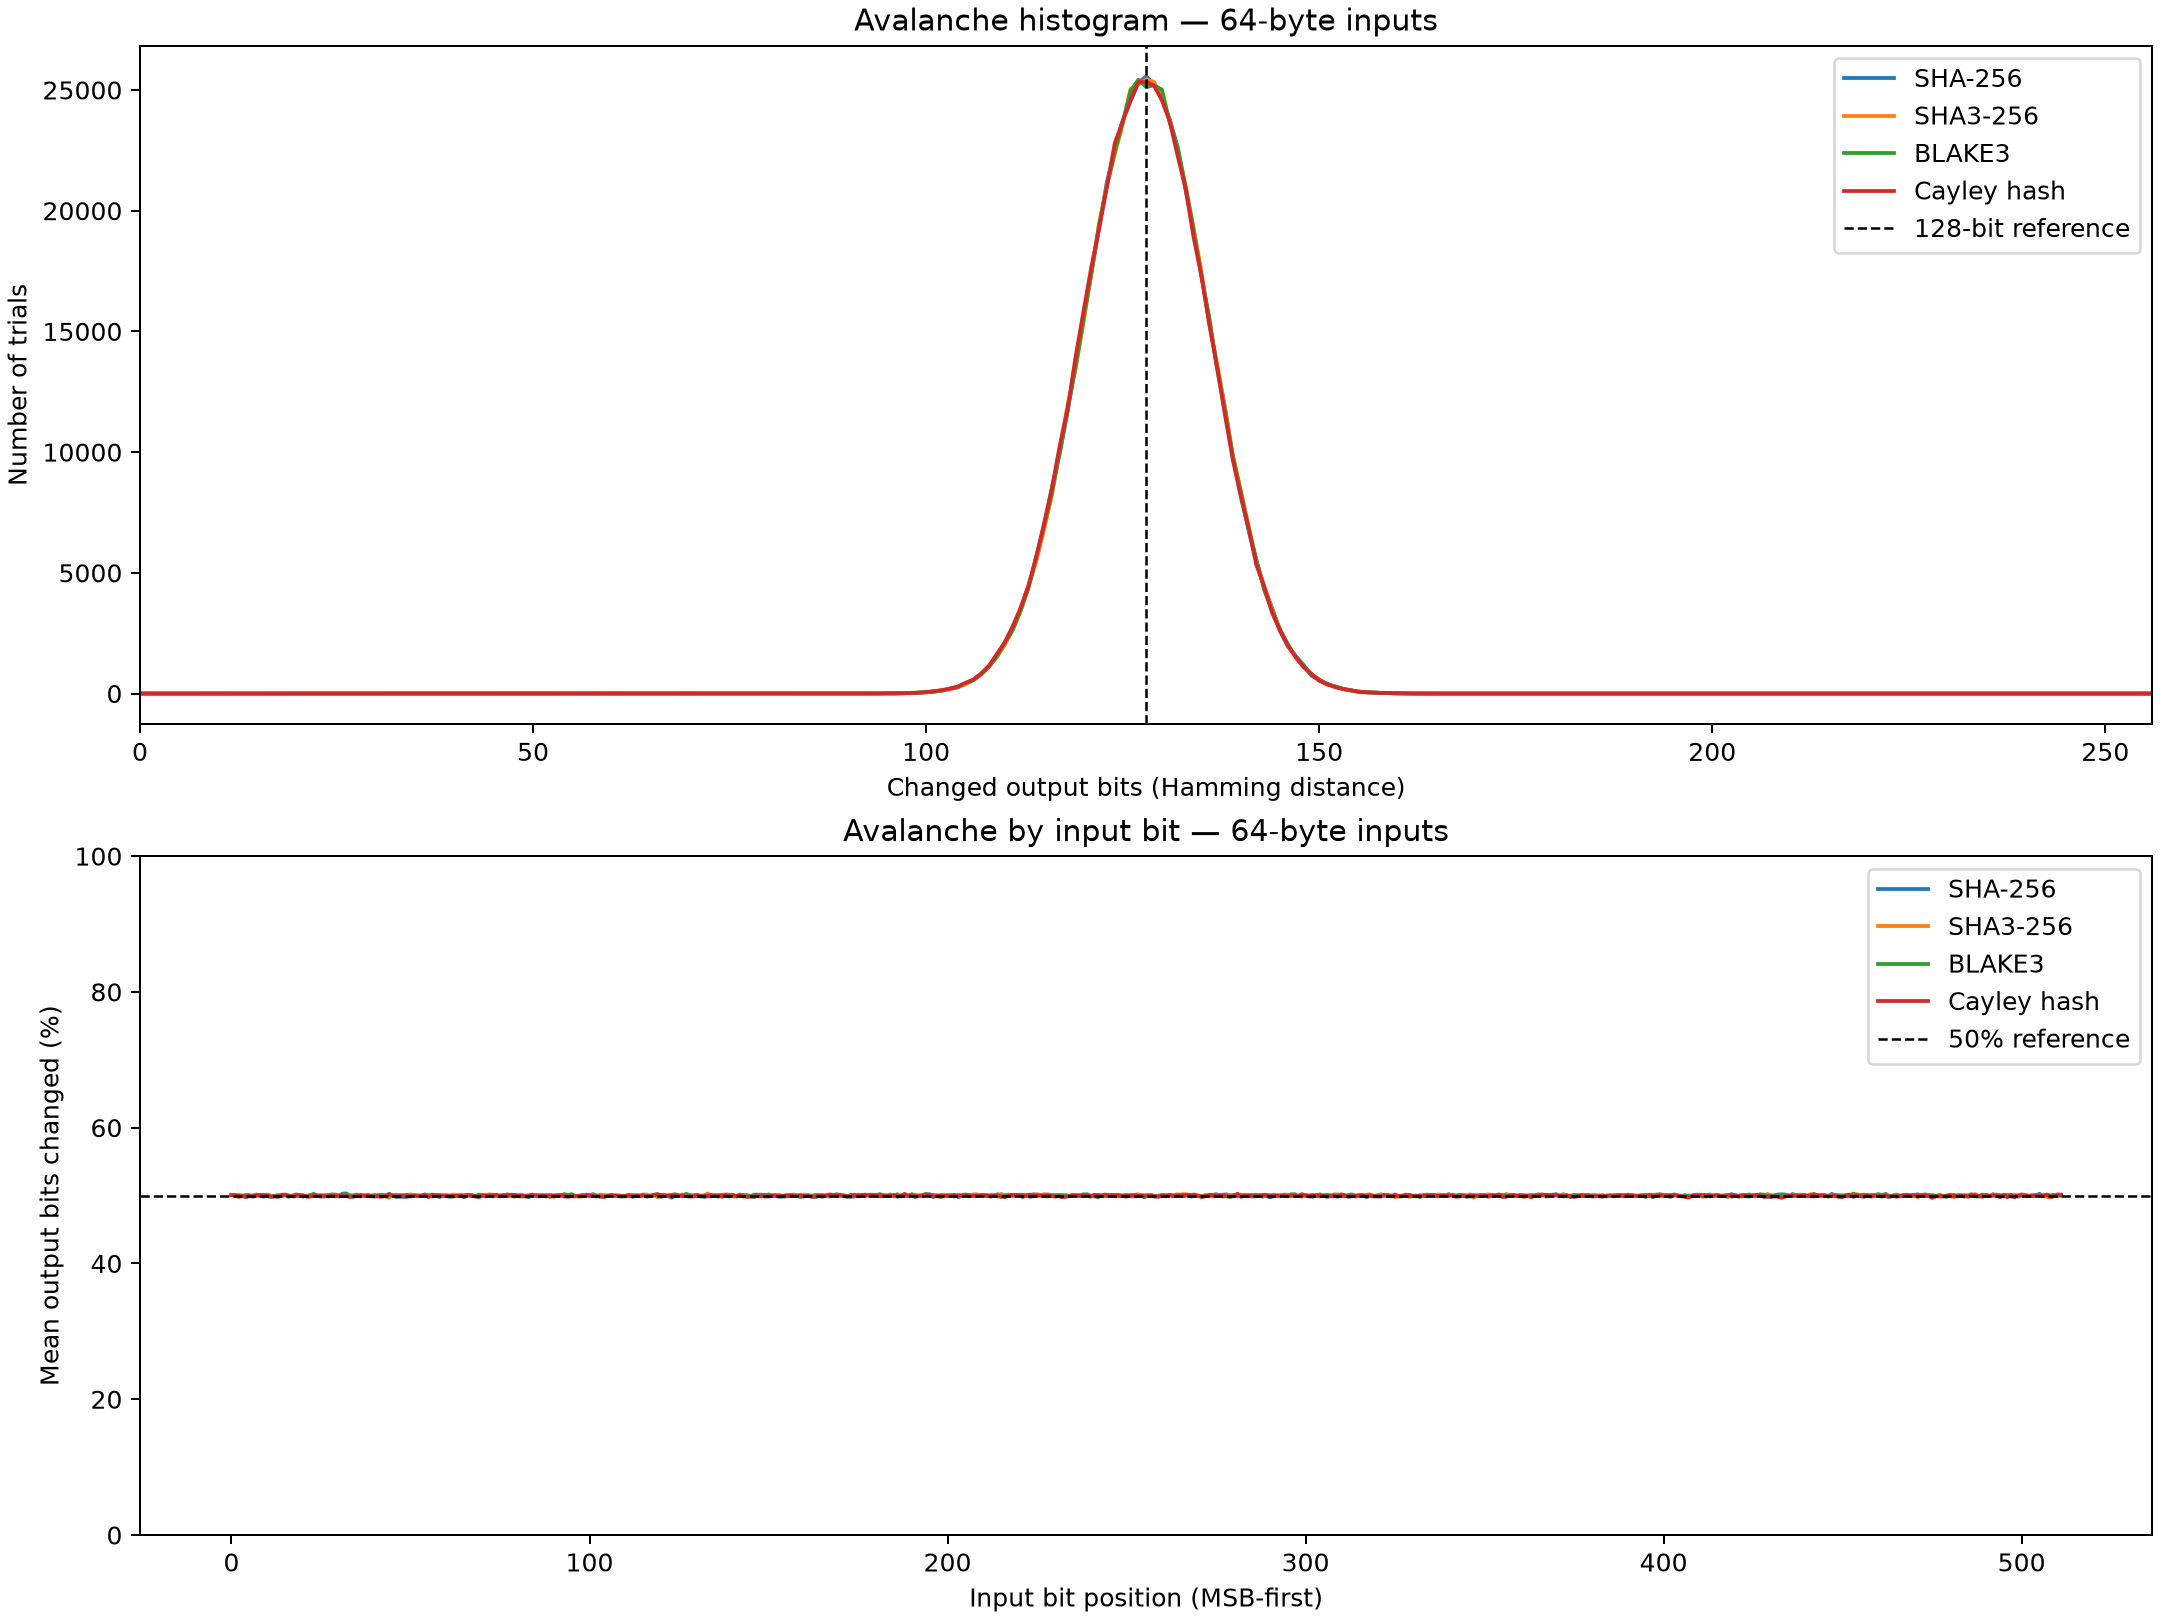 Avalanche histogram — 64-byte inputs
Number of trials
25000
20000
15000
10000
5000
0
SHA-256
SHA3-256
BLAKE3
Cayley hash
128-bit reference
0 50 100 150 200 250
Changed output bits (Hamming distance)
Avalanche by input bit — 64-byte inputs
Mean output bits changed (%)
100
80
60
40
20
0
SHA-256
SHA3-256
BLAKE3
Cayley hash
50% reference
0 100 200 300 400 500
Input bit position (MSB-first)